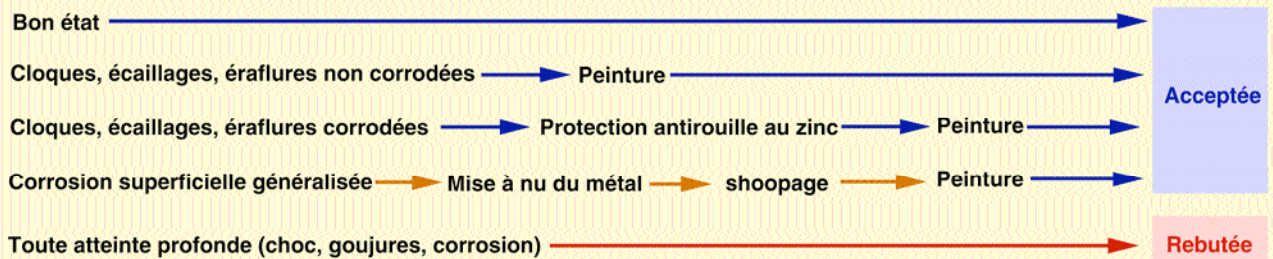 Bon état
Cloques, écaillages, éraflures non corrodées Peinture
Acceptée
Cloques, écaillages, éraflures corrodées Protection antirouille au zinc Peinture
Corrosion superficielle généralisée Mise à nu du métal shoopage Peinture
Toute atteinte profonde (choc, goujures, corrosion) Rebutée